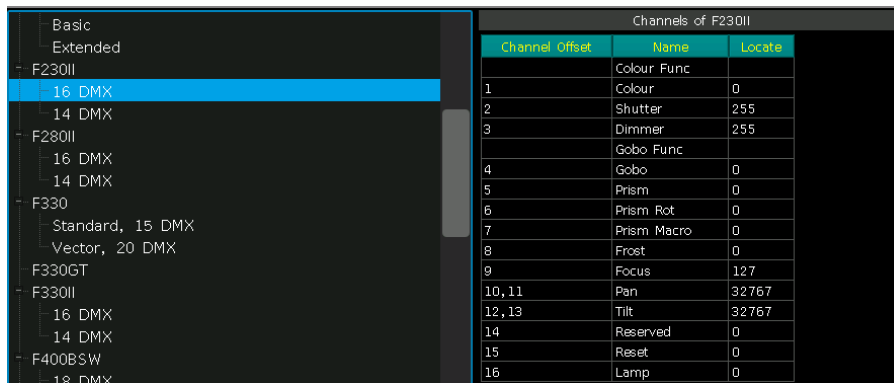 Basic
Extended
F230II
16 DMX
14 DMX
F280II
16 DMX
14 DMX
F330
Standard, 15 DMX
Vector, 20 DMX
F330GT
F330II
16 DMX
14 DMX
F400BSW
18 DMX
Channels of F230II
Channel Offset Name Locate
Colour Func
1 Colour 0
2 Shutter 255
3 Dimmer 255
Gobo Func
4 Gobo 0
5 Prism 0
6 Prism Rot 0
7 Prism Macro 0
8 Frost 0
9 Focus 127
10,11 Pan 32767
12,13 Tilt 32767
14 Reserved 0
15 Reset 0
16 Lamp 0